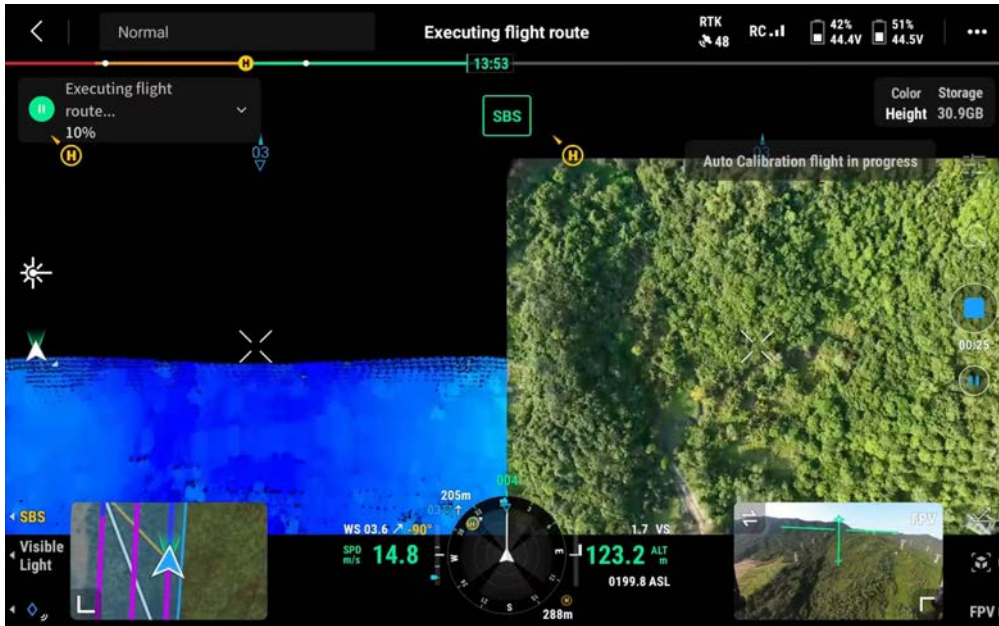 Normal
Executing flight route
RTK
48
RC
42%
44.4V
51%
44.5V
13:53
Executing flight
route...
10%
SBS
Color Storage
Height 30.9GB
H
03
H
03
Auto Calibration flight in progress
00:25
004
205m
03
SBS
WS 03.6 -90°
1.7 VS
FPV
Visible
Light
SPD
m/s
14.8
N
W
E
S
H
123.2 ALT
m
0199.8 ASL
H
288m
FPV